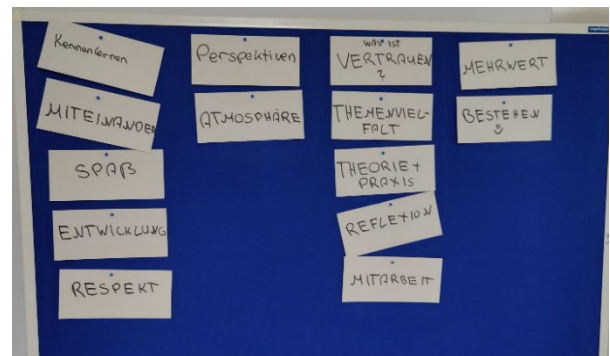 Kennenlernen
MITEINANDER
SPAß
ENTWICKLUNG
RESPEKT
Perspektiven
ATMOSPHÄRE
WAS IST
VERTRAUEN
?
THEMENVIEL-
FALT
THEORIE +
PRAXIS
REFLEXION
MITARBEIT
MEHRWERT
BESTEHEN